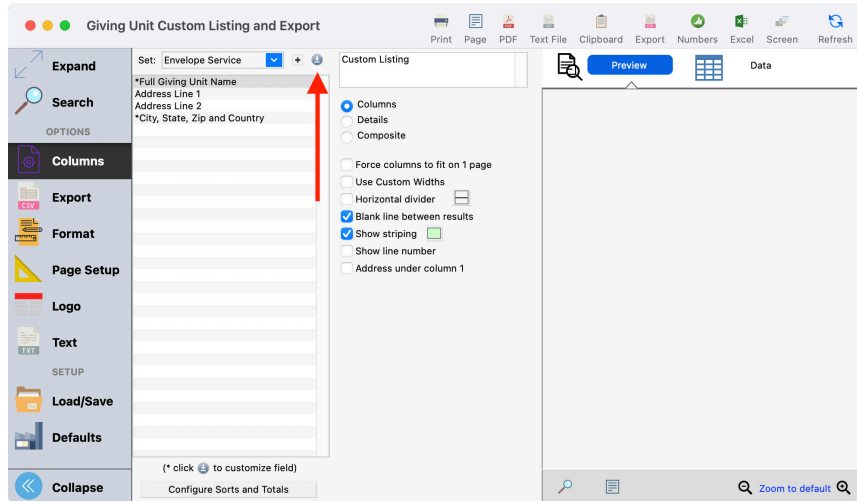 Giving Unit Custom Listing and Export
Print Page PDF Text File Clipboard Export Numbers Excel Screen Refresh
Expand
Search
OPTIONS
Columns
CSV
Export
Format
Page Setup
Logo
TXT
Text
SETUP
Load/Save
Defaults
Collapse
Set: Envelope Service
*Full Giving Unit Name
Address Line 1
Address Line 2
*City, State, Zip and Country
(* click to customize field)
Configure Sorts and Totals
Custom Listing
Columns
Details
Composite
Force columns to fit on 1 page
Use Custom Widths
Horizontal divider
Blank line between results
Show striping
Show line number
Address under column 1
Preview
Data
Zoom to default